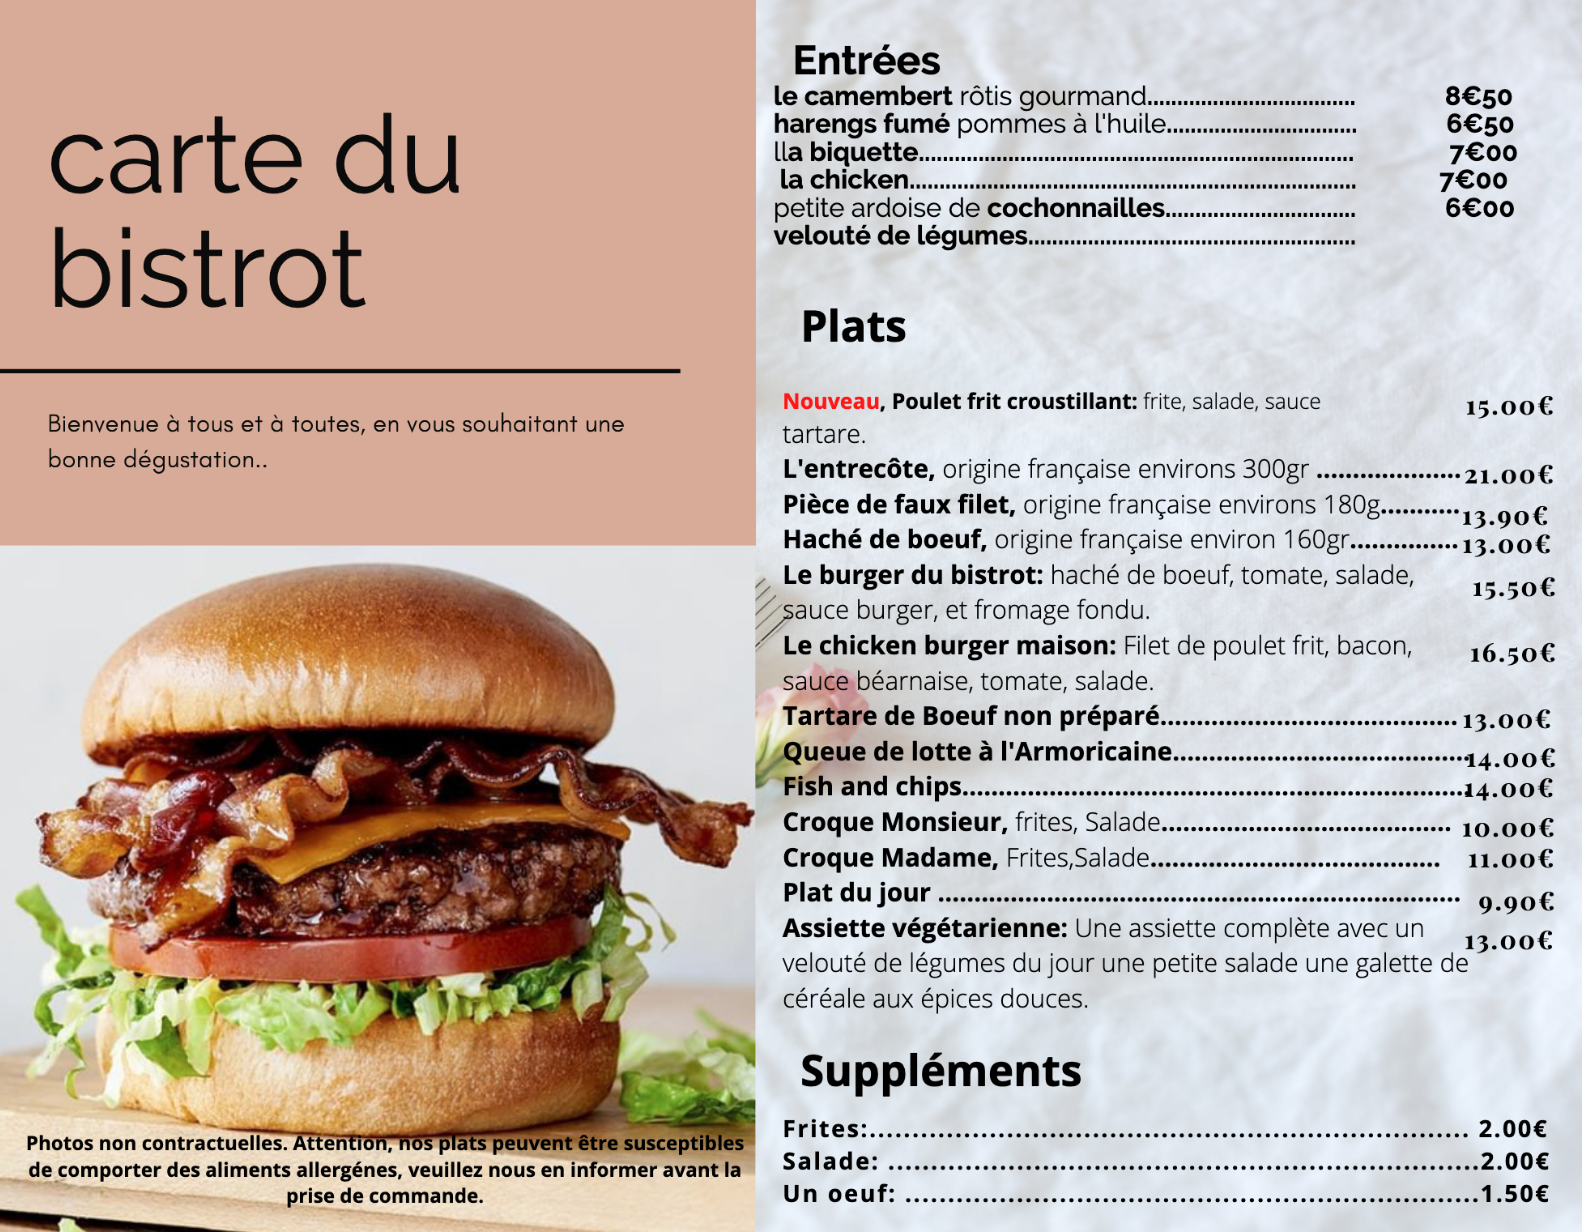 carte du
bistrot
Bienvenue à tous et à toutes, en vous souhaitant une
bonne dégustation..
Photos non contractuelles. Attention, nos plats peuvent être susceptibles
de comporter des aliments allergénes, veuillez nous en informer avant la
prise de commande.
Entrées
le camembert rôtis gourmand................................... 8€50
harengs fumé pommes à l'huile................................ 6€50
lla biquette......................................................................... 7€00
la chicken........................................................................... 7€00
petite ardoise de cochonnailles................................ 6€00
velouté de légumes.......................................................
Plats
Nouveau, Poulet frit croustillant: frite, salade, sauce 15.00€
tartare.
L'entrecôte, origine française environs 300gr ....................21.00€
Pièce de faux filet, origine française environs 180g...........13.90€
Haché de boeuf, origine française environ 160gr...............13.00€
Le burger du bistrot: haché de boeuf, tomate, salade, 15.50€
sauce burger, et fromage fondu.
Le chicken burger maison: Filet de poulet frit, bacon, 16.50€
sauce béarnaise, tomate, salade.
Tartare de Boeuf non préparé.........................................13.00€
Queue de lotte à l'Armoricaine.........................................14.00€
Fish and chips......................................................................14.00€
Croque Monsieur, frites, Salade........................................ 10.00€
Croque Madame, Frites,Salade........................................ 11.00€
Plat du jour ........................................................................ 9.90€
Assiette végétarienne: Une assiette complète avec un 13.00€
velouté de légumes du jour une petite salade une galette de
céréale aux épices douces.
Suppléments
Frites:....................................................................... 2.00€
Salade: ......................................................................2.00€
Un oeuf: ....................................................................1.50€